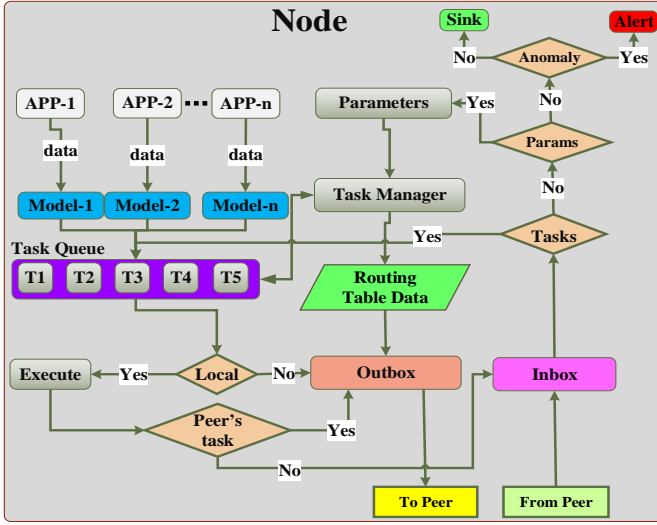 Node
Sink
Alert
No
Anomaly
Yes
APP-1
APP-2
APP-n
Parameters
Yes
No
Params
data
data
data
No
Model-1
Model-2
Model-n
Task Manager
Task Queue
Yes
Tasks
T1
T2
T3
T4
T5
Routing
Table Data
Execute
Yes
Local
No
Outbox
Inbox
Peer's
task
Yes
No
To Peer
From Peer